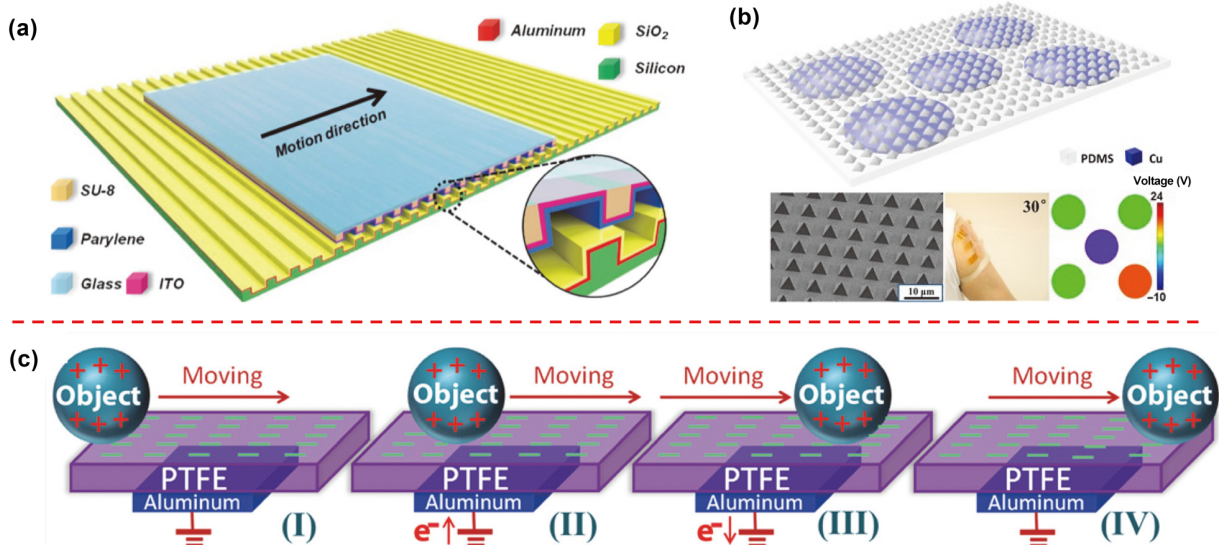 (a)
Aluminum
SiO2
Silicon
Motion direction
SU-8
Parylene
Glass
ITO
(b)
PDMS
Cu
Voltage (V)
24
−10
10 μm
30°
(c)
Object
Moving
PTFE
Aluminum
(I)
Object
Moving
PTFE
Aluminum
e-
(II)
Moving
Object
PTFE
Aluminum
e-
(III)
Moving
Object
PTFE
Aluminum
(IV)